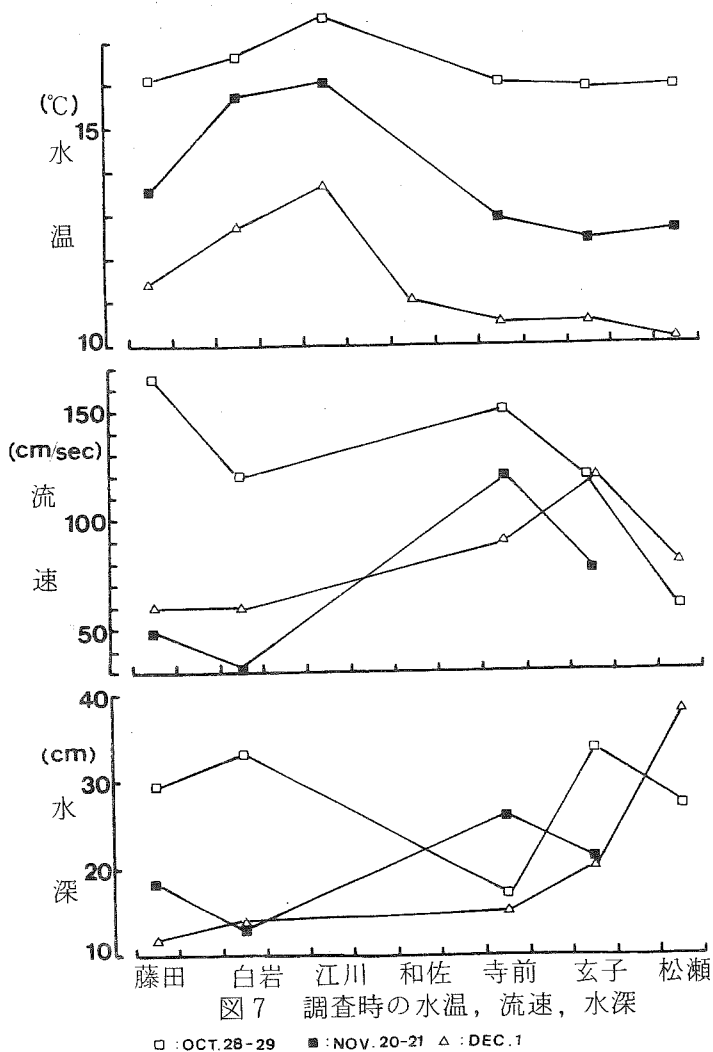 (℃)
水
温
15
10
150
(cm/sec)
流
速
100
50
40
(cm)
水
深
30
20
10
藤田 白岩 江川 和佐 寺前 玄子 松瀬
図7 調査時の水温，流速，水深
□ :OCT.28-29 ■ :NOV.20-21 △ :DEC.1